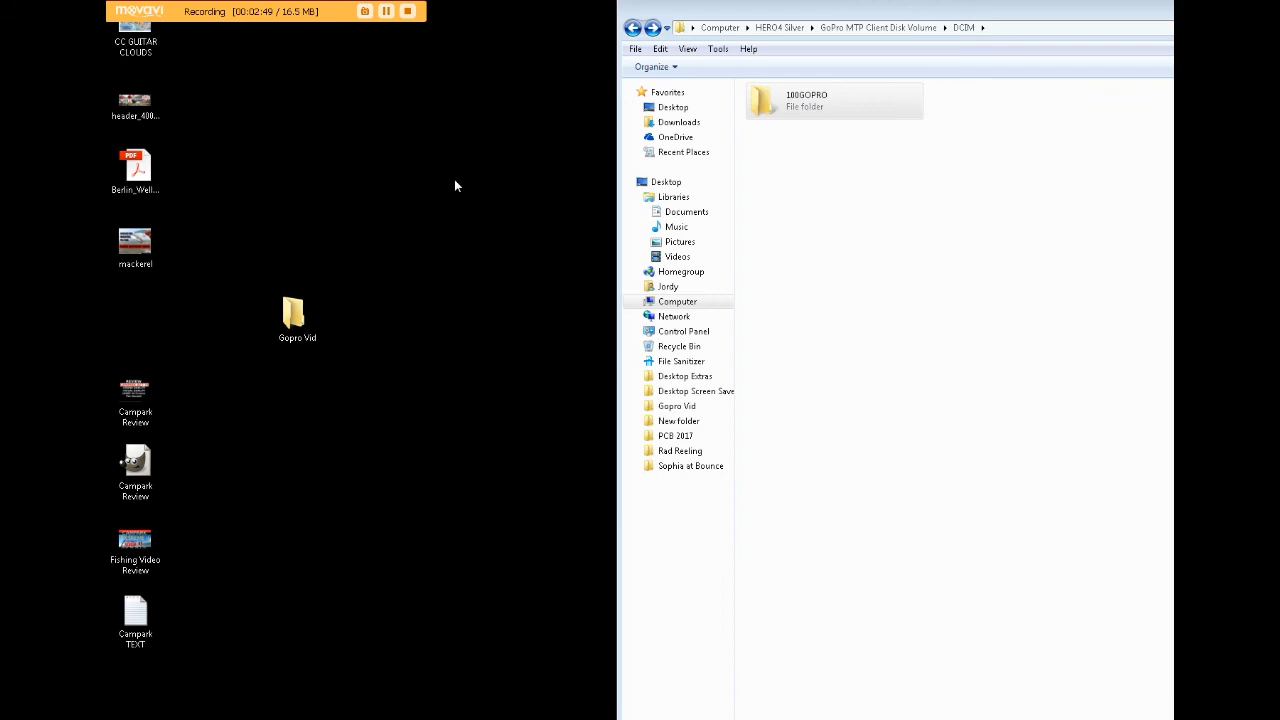 movavi
Recording [00:02:49 / 16.5 MB]
CC GUITAR
CLOUDS
header_400...
PDF
Berlin_Well...
mackerel
Gopro Vid
Campark
Review
Campark
Review
Fishing Video
Review
Campark
TEXT
Computer HERO4 Silver GoPro MTP Client Disk Volume DCIM
File Edit View Tools Help
Organize
Favorites
Desktop
Downloads
OneDrive
Recent Places
Desktop
Libraries
Documents
Music
Pictures
Videos
Homegroup
Jordy
Computer
Network
Control Panel
Recycle Bin
File Sanitizer
Desktop Extras
Desktop Screen Save
Gopro Vid
New folder
PCB 2017
Rad Reeling
Sophia at Bounce
100GOPRO
File folder